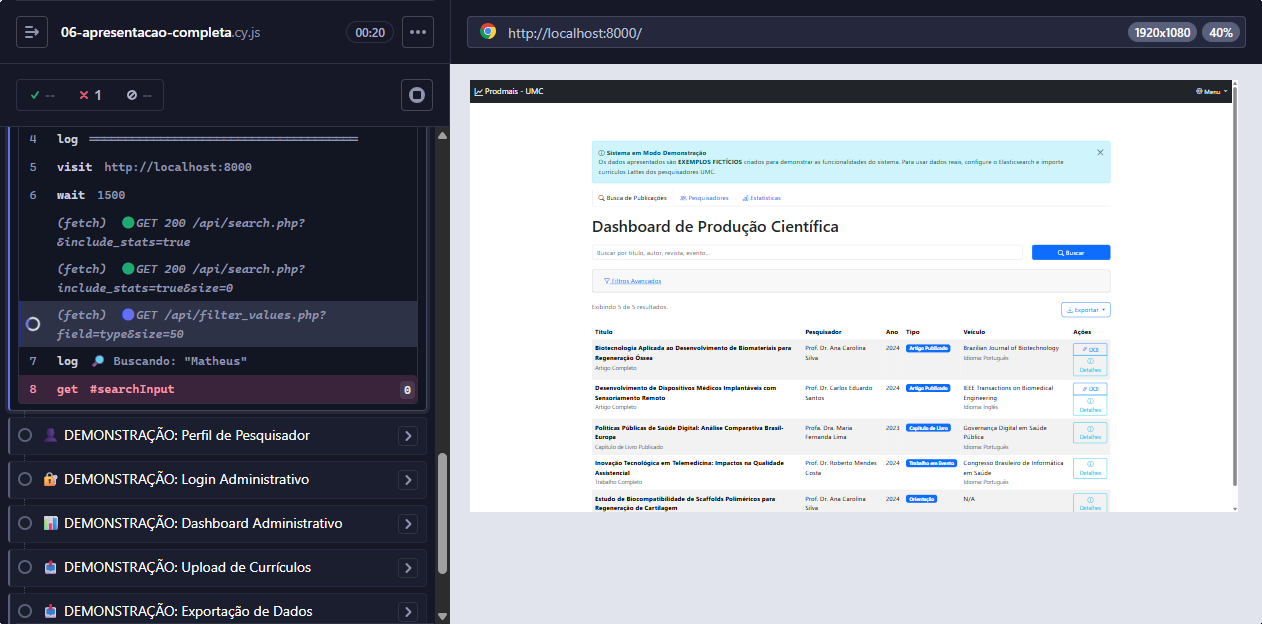 06-apresentacao-completa.cy.js
00:20
--
1
--
4 log ========================================
5 visit http://localhost:8000
6 wait 1500
(fetch) GET 200 /api/search.php?
&include_stats=true
(fetch) GET 200 /api/search.php?
include_stats=true&size=0
(fetch) GET /api/filter_values.php?
field=type&size=50
7 log 🔎 Buscando: "Matheus"
8 get #searchInput 0
DEMONSTRAÇÃO: Perfil de Pesquisador
DEMONSTRAÇÃO: Login Administrativo
DEMONSTRAÇÃO: Dashboard Administrativo
DEMONSTRAÇÃO: Upload de Currículos
DEMONSTRAÇÃO: Exportação de Dados
http://localhost:8000/
1920x1080
40%
Prodmais - UMC
Menu
Sistema em Modo Demonstração
Os dados apresentados são EXEMPLOS FICTÍCIOS criados para demonstrar as funcionalidades do sistema. Para usar dados reais, configure o Elasticsearch e importe
currículos Lattes dos pesquisadores UMC.
Busca de Publicações Pesquisadores Estatísticas
Dashboard de Produção Científica
Buscar por título, autor, revista, evento...
Buscar
Filtros Avançados
Exibindo 5 de 5 resultados.
Exportar
Título Pesquisador Ano Tipo Veículo Ações
Biotecnologia Aplicada ao Desenvolvimento de Biomateriais para
Regeneração Óssea
Artigo Completo
Prof. Dr. Ana Carolina
Silva
2024
Artigo Publicado
Brazilian Journal of Biotechnology
Idioma: Português
DOI
Detalhes
Desenvolvimento de Dispositivos Médicos Implantáveis com
Sensoriamento Remoto
Artigo Completo
Prof. Dr. Carlos Eduardo
Santos
2024
Artigo Publicado
IEEE Transactions on Biomedical
Engineering
Idioma: Inglês
DOI
Detalhes
Políticas Públicas de Saúde Digital: Análise Comparativa Brasil-
Europa
Capítulo de Livro Publicado
Profa. Dra. Maria
Fernanda Lima
2023
Capítulo de Livro
Governança Digital em Saúde
Pública
Idioma: Português
Detalhes
Inovação Tecnológica em Telemedicina: Impactos na Qualidade
Assistencial
Trabalho Completo
Prof. Dr. Roberto Mendes
Costa
2024
Trabalho em Evento
Congresso Brasileiro de Informática
em Saúde
Idioma: Português
Detalhes
Estudo de Biocompatibilidade de Scaffolds Poliméricos para
Regeneração de Cartilagem
Prof. Dr. Ana Carolina
Silva
2024
Orientação
N/A
Detalhes